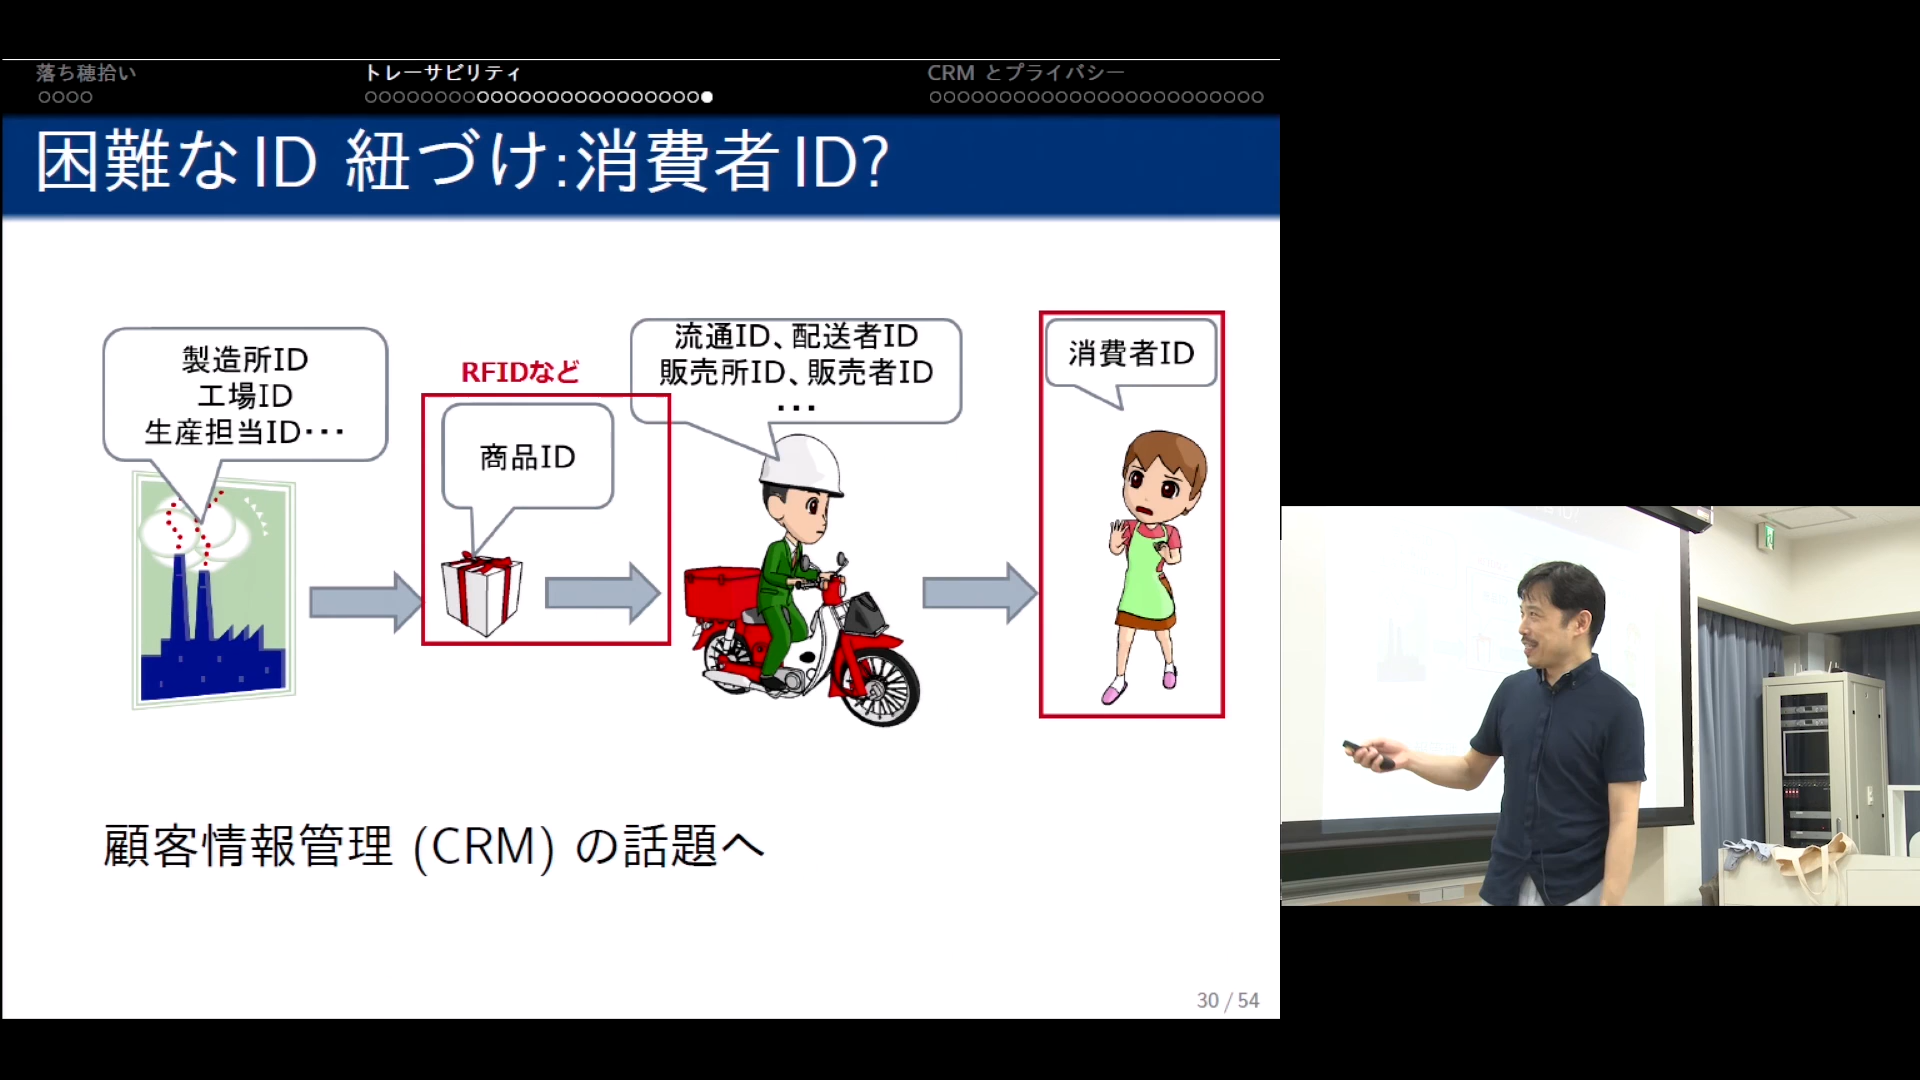 落ち穂拾い
トレーサビリティ
CRM とプライバシー
困難な ID 紐づけ:消費者 ID?
製造所ID
工場ID
生産担当ID・・・
RFIDなど
商品ID
流通ID、配送者ID
販売所ID、販売者ID
・・・
消費者ID
顧客情報管理 (CRM) の話題へ
30 / 54